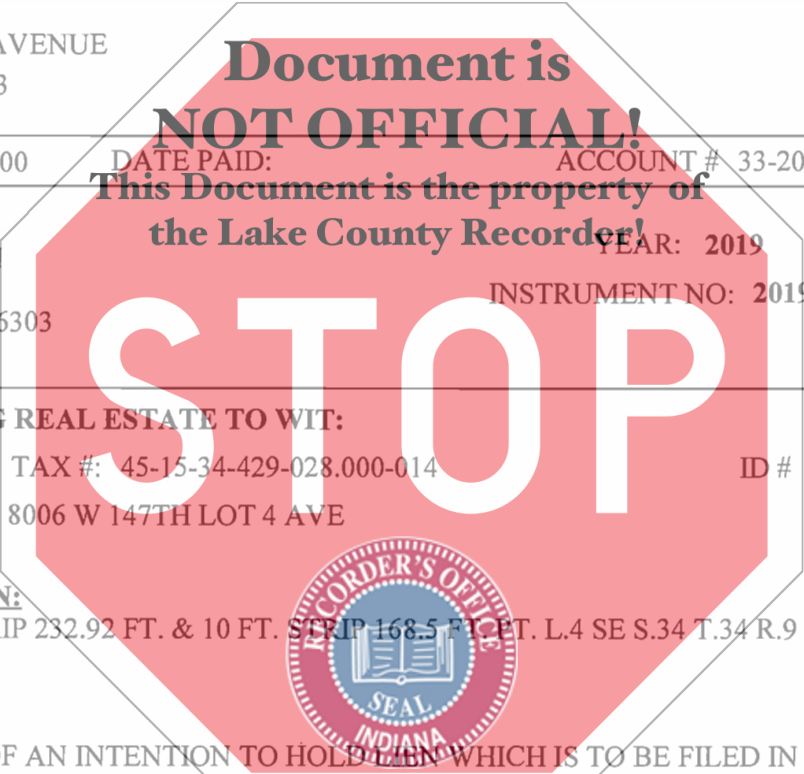 AVENUE
3
Document is
NOT OFFICIAL!
00 DATE PAID: ACCOUNT # 33-20
This Document is the property of
the Lake County Recorder!
YEAR: 2019
INSTRUMENT NO: 2019
6303
STOP
REAL ESTATE TO WIT:
TAX #: 45-15-34-429-028.000-014 ID #
8006 W 147TH LOT 4 AVE
N:
IP 232.92 FT. & 10 FT. STRIP 168.5 FT. PT. L.4 SE S.34 T.34 R.9
RECORDER'S OFFICE
SEAL
INDIANA
F AN INTENTION TO HOLD LIEN WHICH IS TO BE FILED IN